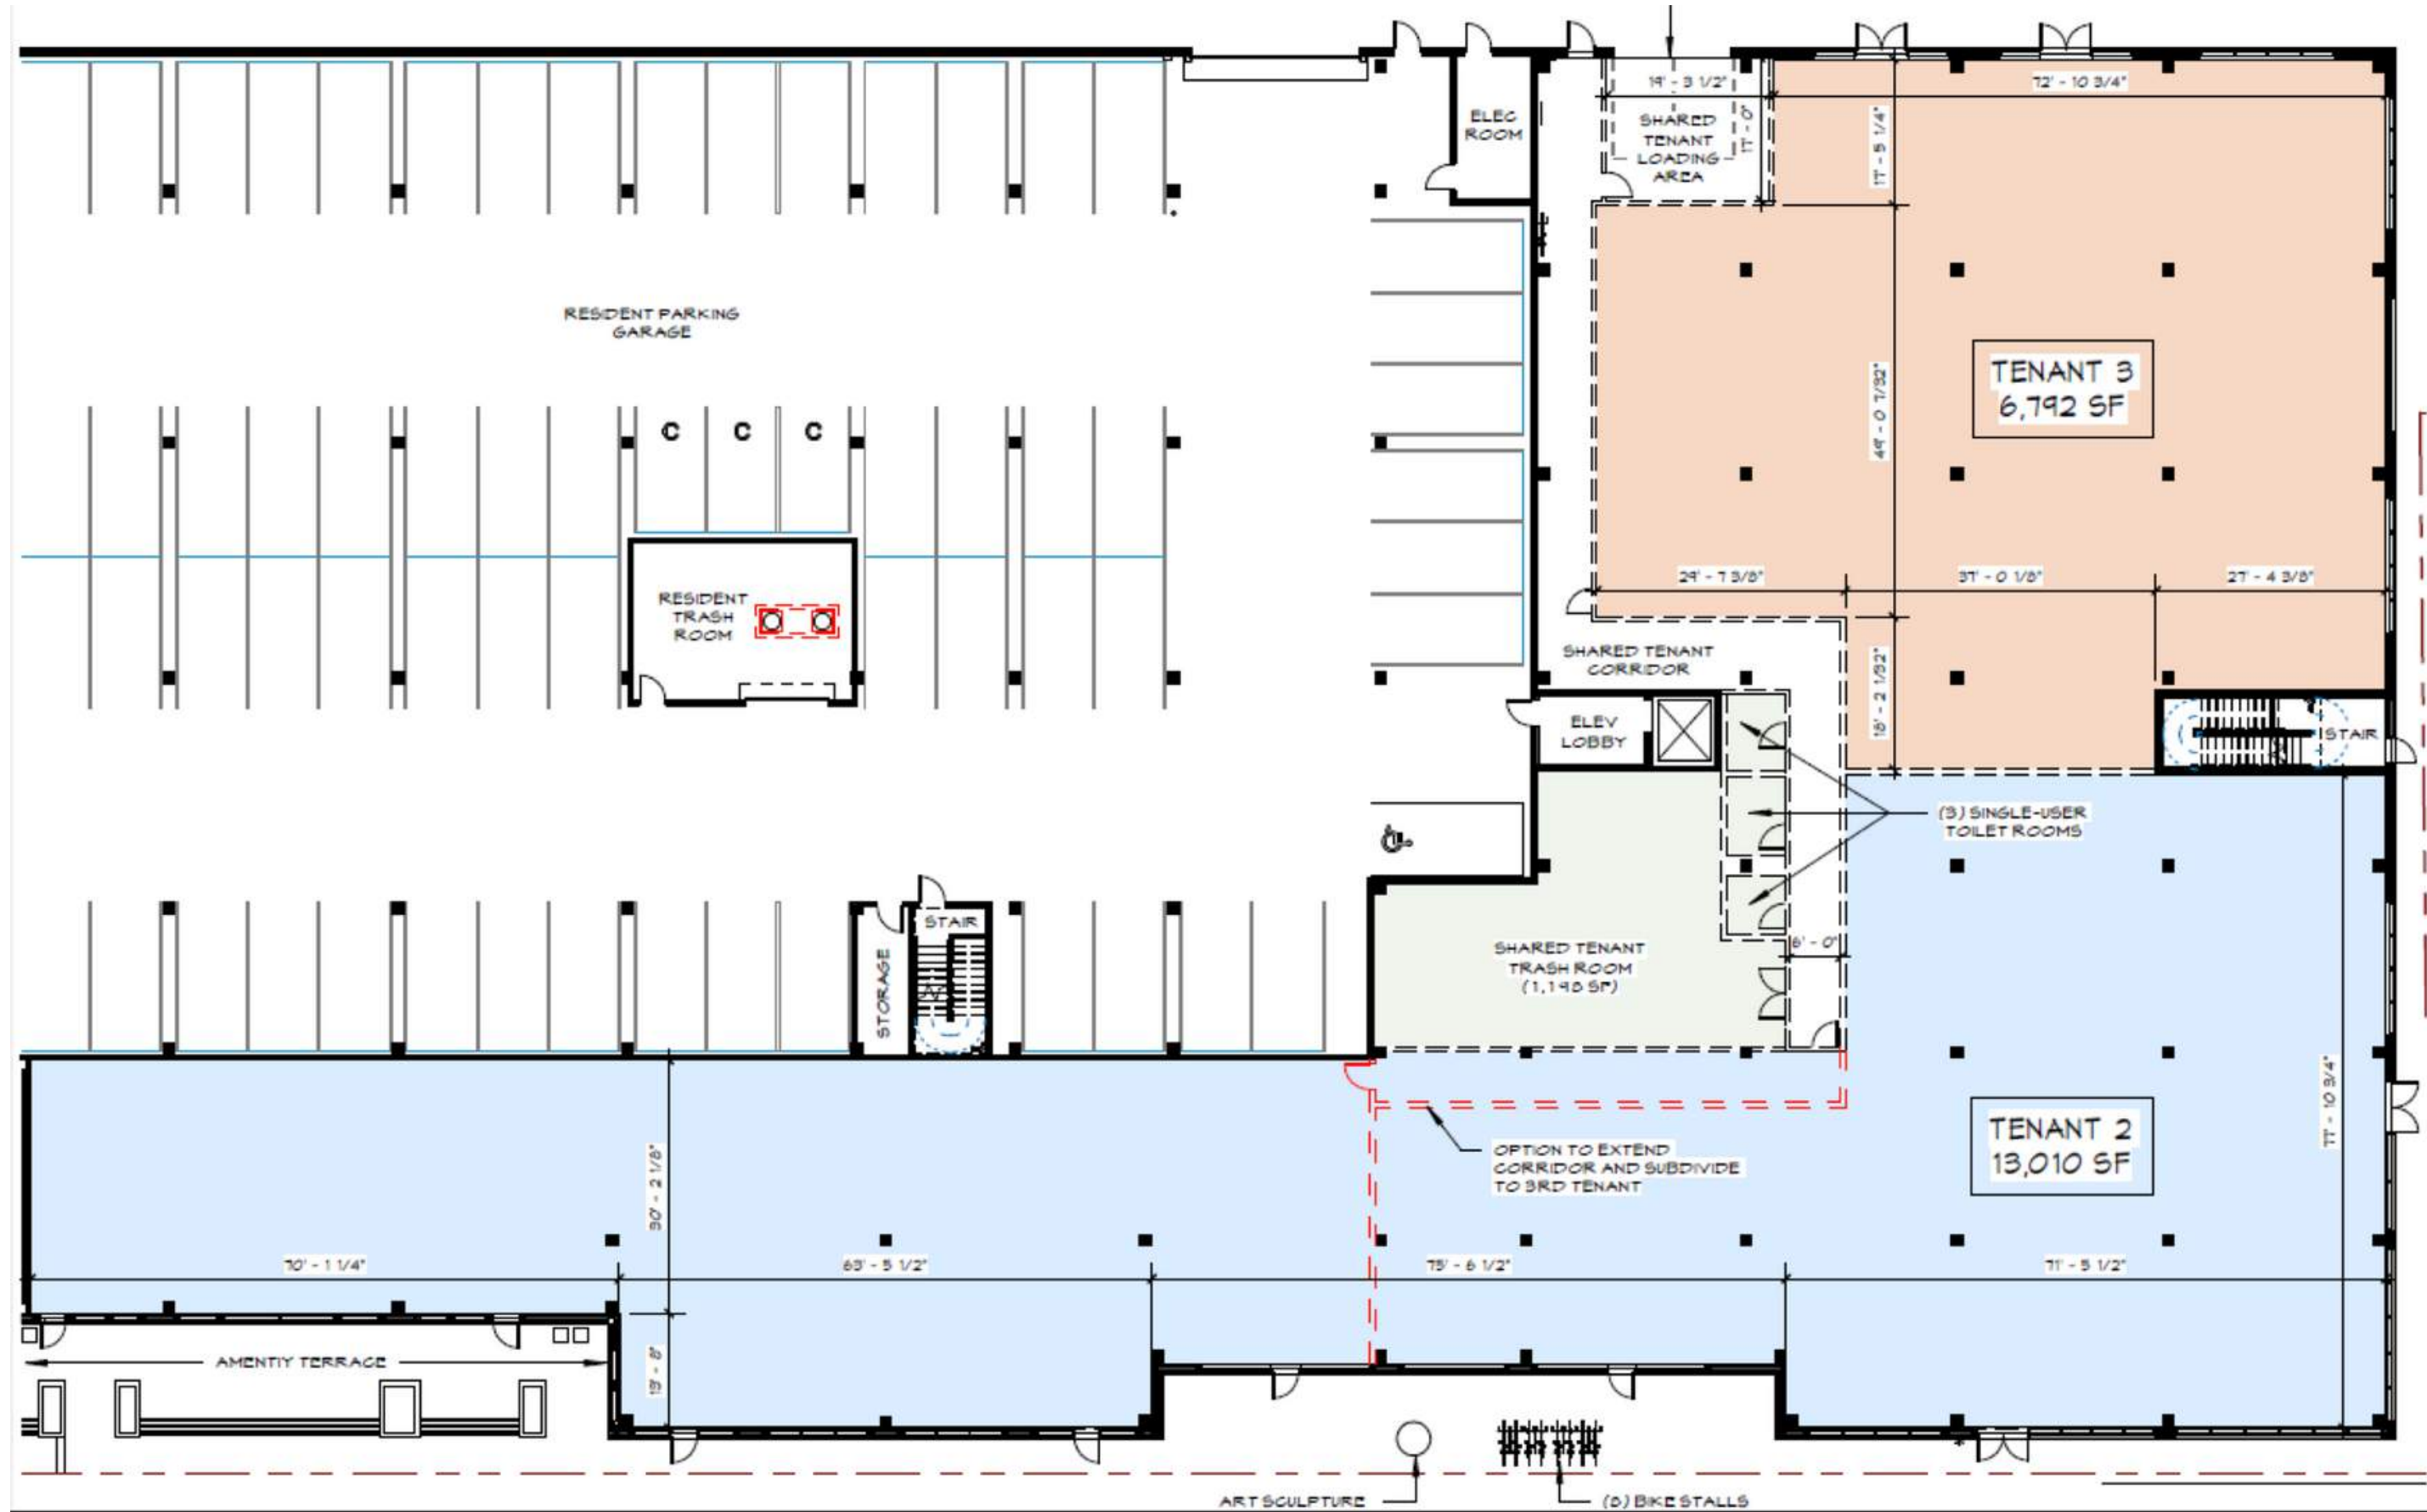 19' - 3 1/2"
72' - 10 3/4"
ELEC
ROOM
SHARED
TENANT
LOADING
AREA
17' - 0"
17' - 5 1/4"
RESIDENT PARKING
GARAGE
TENANT 3
6,792 SF
49' - 0 7/32"
C
C
C
29' - 7 3/8"
37' - 0 1/8"
27' - 4 3/8"
RESIDENT
TRASH
ROOM
SHARED TENANT
CORRIDOR
18' - 2 1/32"
ELEV
LOBBY
STAIR
(3) SINGLE-USER
TOILET ROOMS
STAIR
STORAGE
6' - 0"
SHARED TENANT
TRASH ROOM
77' - 10 3/4"
TENANT 2
13,010 SF
OPTION TO EXTEND
CORRIDOR AND SUBDIVIDE
TO 3RD TENANT
30' - 2 1/8"
70' - 1 1/4"
63' - 5 1/2"
75' - 6 1/2"
71' - 5 1/2"
AMENTIY TERRACE
13' - 8"
ART SCULPTURE
BIKE STALLS